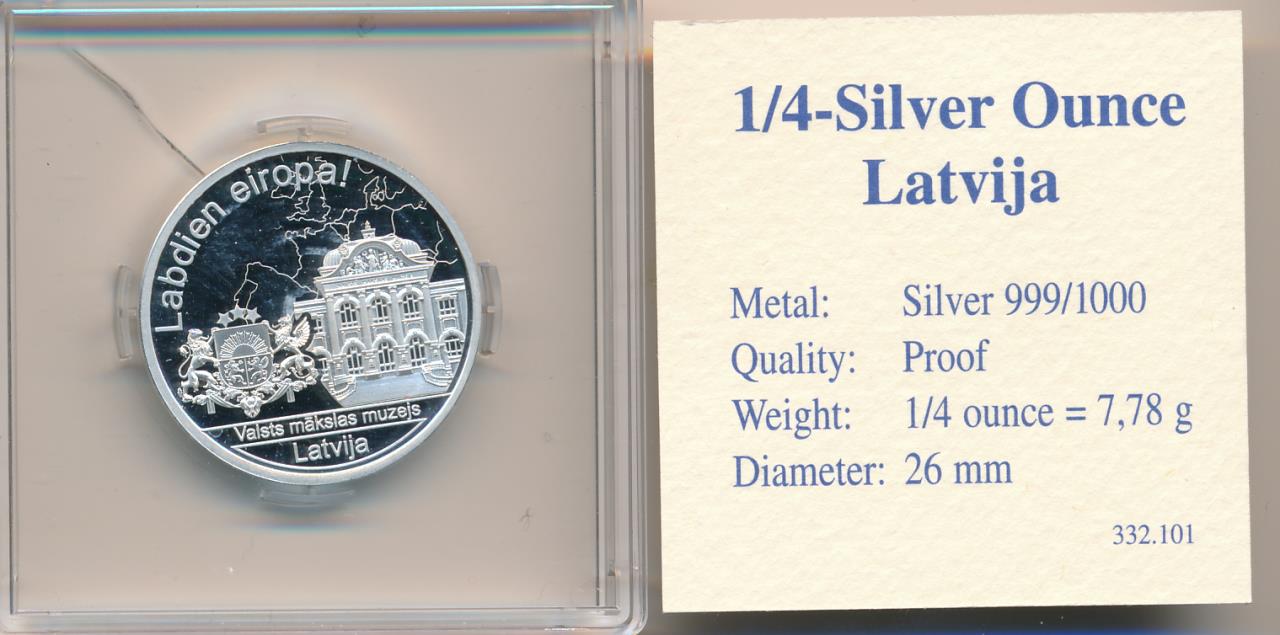 Labdien eiropa!
Valsts mākslas muzejs
Latvija
1/4-Silver Ounce
Latvija
Metal: Silver 999/1000
Quality: Proof
Weight: 1/4 ounce = 7,78 g
Diameter: 26 mm
332.101